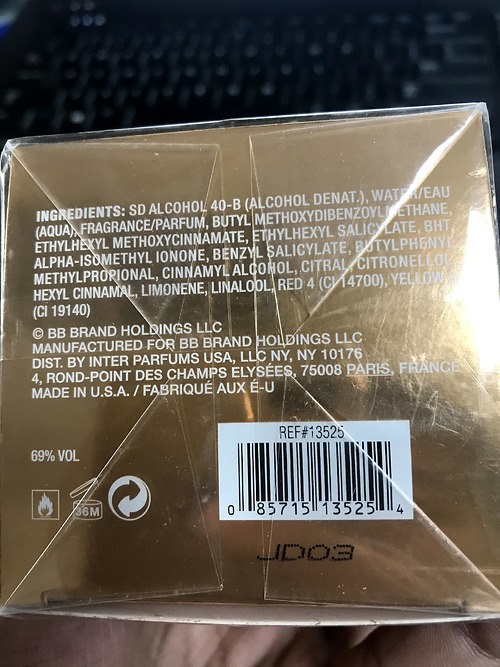 INGREDIENTS: SD ALCOHOL 40-B (ALCOHOL DENAT.), WATER/EAU
(AQUA), FRAGRANCE/PARFUM, BUTYL METHOXYDIBENZOYLMETHANE,
ETHYLHEXYL METHOXYCINNAMATE, ETHYLHEXYL SALICYLATE, BHT
ALPHA-ISOMETHYL IONONE, BENZYL SALICYLATE, BUTYLPHENYL
METHYLPROPIONAL, CINNAMYL ALCOHOL, CITRAL, CITRONELLOL
HEXYL CINNAMAL, LIMONENE, LINALOOL, RED 4 (CI 14700), YELLOW
(CI 19140)
© BB BRAND HOLDINGS LLC
MANUFACTURED FOR BB BRAND HOLDINGS LLC
DIST. BY INTER PARFUMS USA, LLC NY, NY 10176
4, ROND-POINT DES CHAMPS ELYSÉES, 75008 PARIS, FRANCE
MADE IN U.S.A. / FABRIQUÉ AUX É-U
69% VOL
36M
REF#13525
0 85715 13525 4
JD03